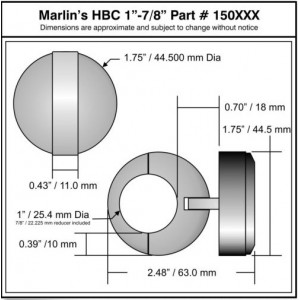 Marlin's HBC 1"-7/8" Part # 150XXX
Dimensions are approximate and subject to change without notice
1.75" / 44.500 mm Dia
0.70" / 18 mm
1.75" / 44.5 mm
0.43" / 11.0 mm
1" / 25.4 mm Dia
7/8" / 22.225 mm reducer included
0.39" /10 mm
2.48" / 63.0 mm